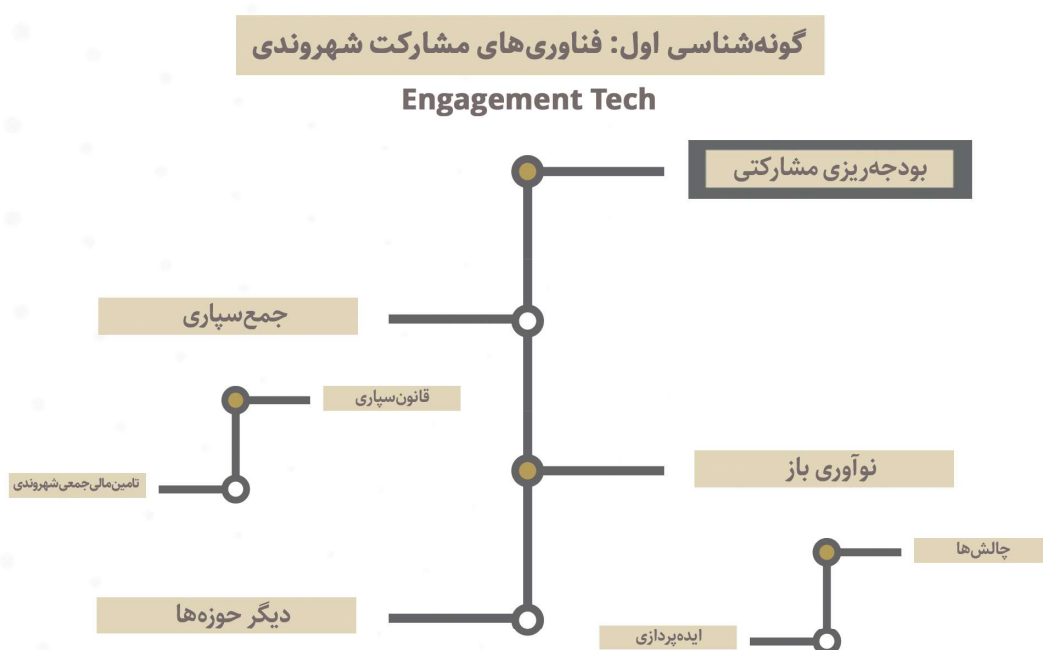 گونه‌شناسی اول: فناوری‌های مشارکت شهروندی
Engagement Tech
بودجه‌ریزی مشارکتی
جمع‌سپاری
قانون‌سپاری
تامین‌مالی‌جمعی‌شهروندی
نوآوری باز
چالش‌ها
ایده‌پردازی
دیگر حوزه‌ها